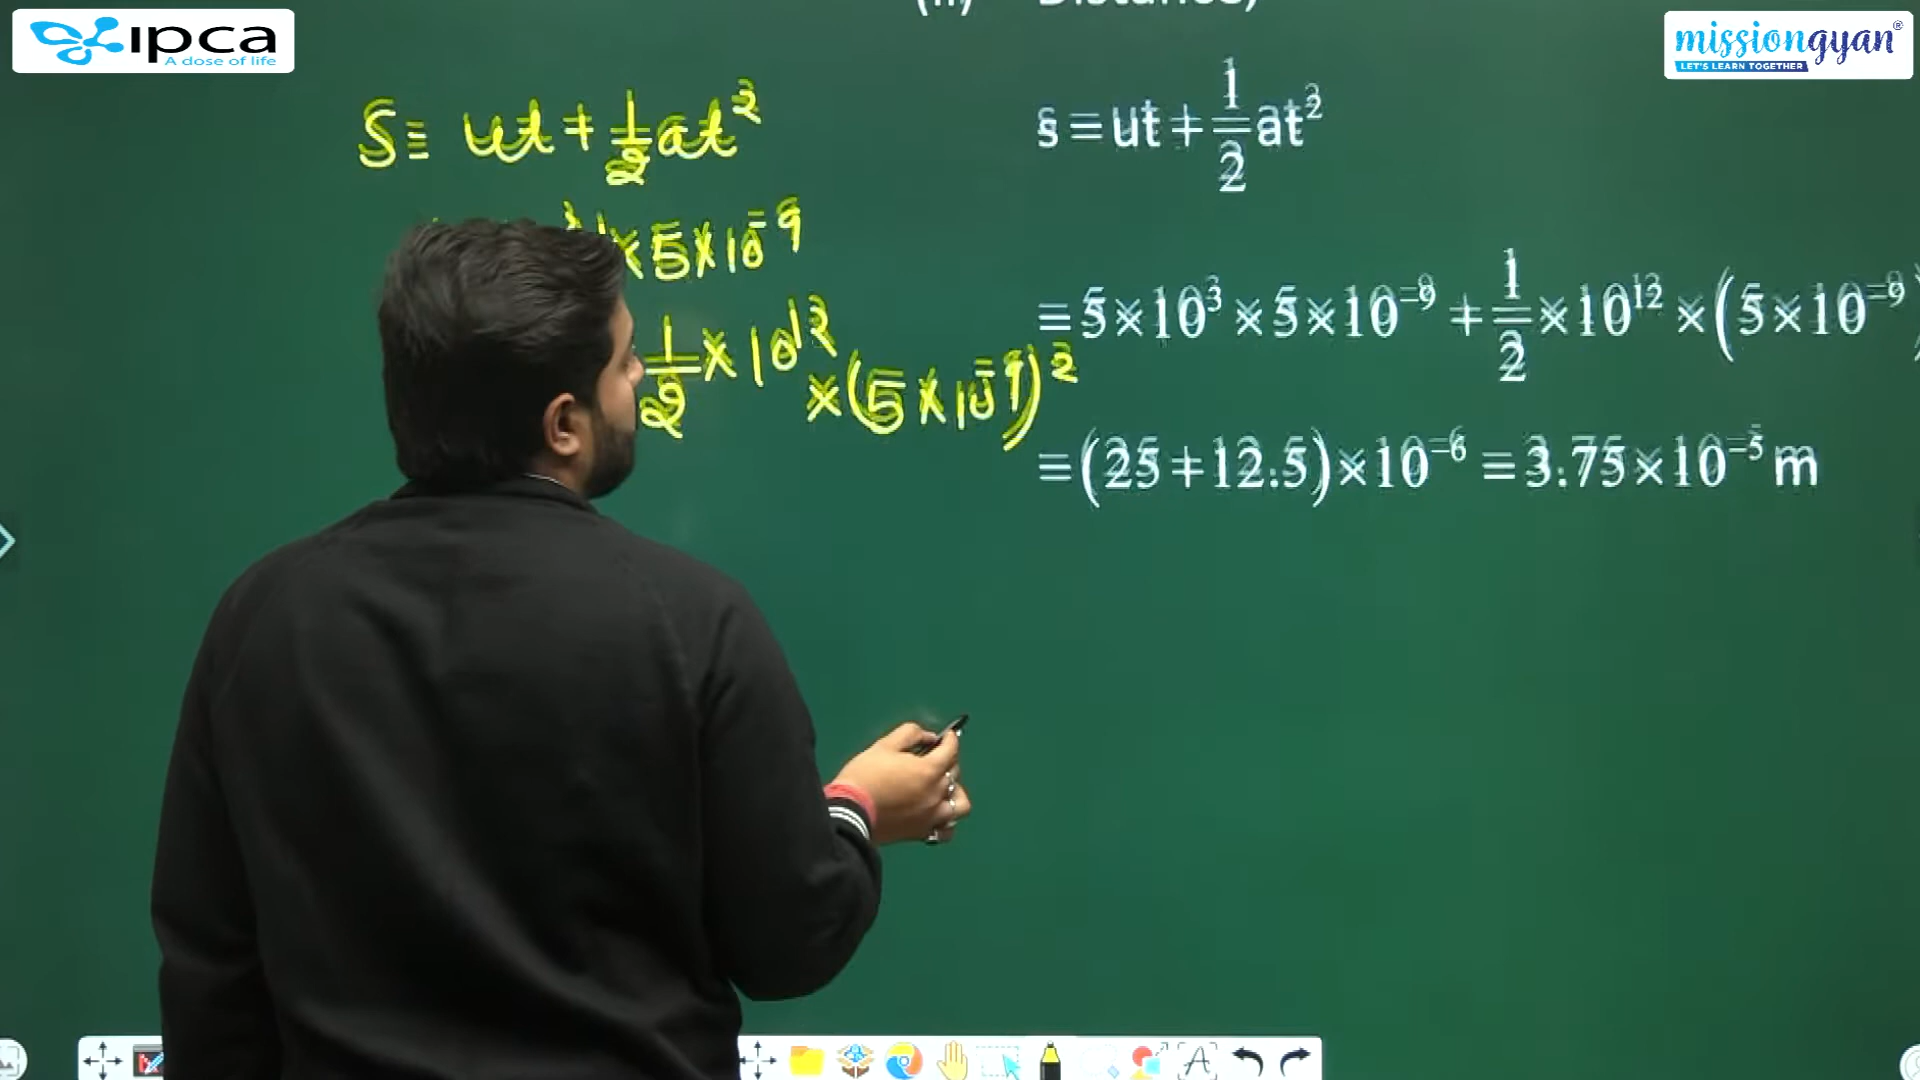 ipca
A dose of life
missiongyan®
LET'S LEARN TOGETHER
(ii) Distance,
S = ut + 1/2 at²
× 5 × 10⁻⁹
1/2 × 10¹²
× (5 × 10⁻⁹)²
s = ut + 1/2 at²
= 5 × 10³ × 5 × 10⁻⁹ + 1/2 × 10¹² × (5 × 10⁻⁹)
= (25 + 12.5) × 10⁻⁶ = 3.75 × 10⁻⁵ m